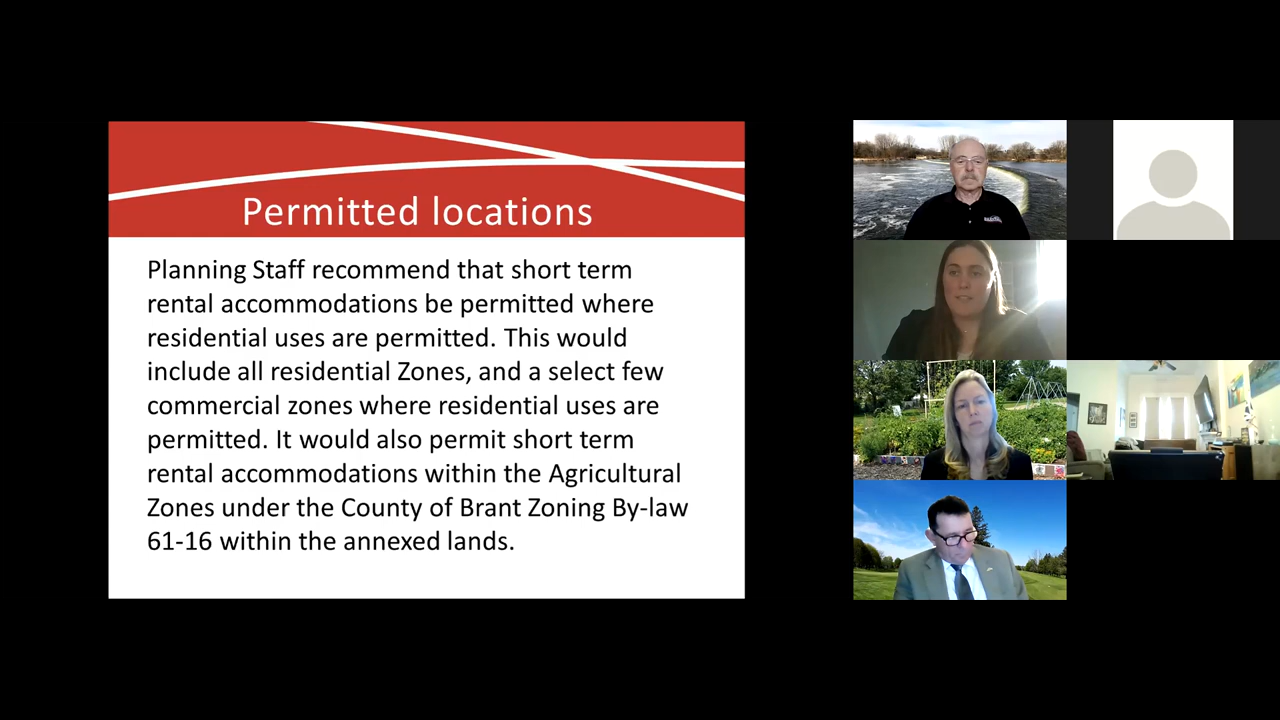 Permitted locations
Planning Staff recommend that short term
rental accommodations be permitted where
residential uses are permitted. This would
include all residential Zones, and a select few
commercial zones where residential uses are
permitted. It would also permit short term
rental accommodations within the Agricultural
Zones under the County of Brant Zoning By-law
61-16 within the annexed lands.